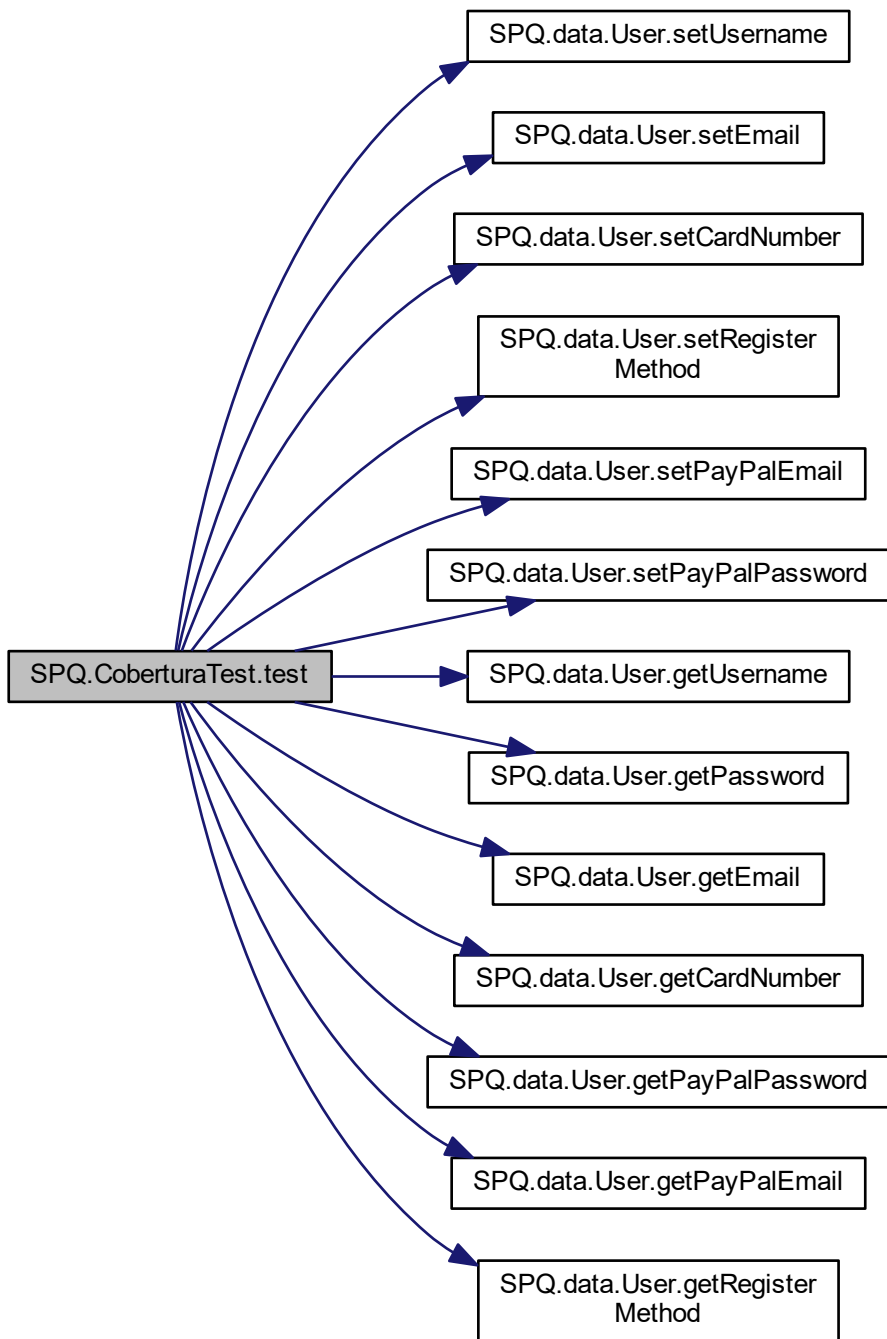 SPQ.data.User.setUsername
SPQ.data.User.setEmail
SPQ.data.User.setCardNumber
SPQ.data.User.setRegister
Method
SPQ.data.User.setPayPalEmail
SPQ.data.User.setPayPalPassword
SPQ.CoberturaTest.test
SPQ.data.User.getUsername
SPQ.data.User.getPassword
SPQ.data.User.getEmail
SPQ.data.User.getCardNumber
SPQ.data.User.getPayPalPassword
SPQ.data.User.getPayPalEmail
SPQ.data.User.getRegister
Method